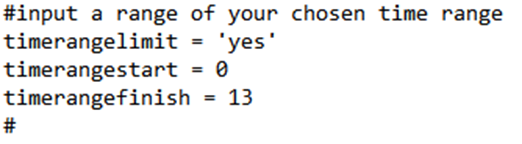 #input a range of your chosen time range
timerangelimit = 'yes'
timerangestart = 0
timerangefinish = 13
#